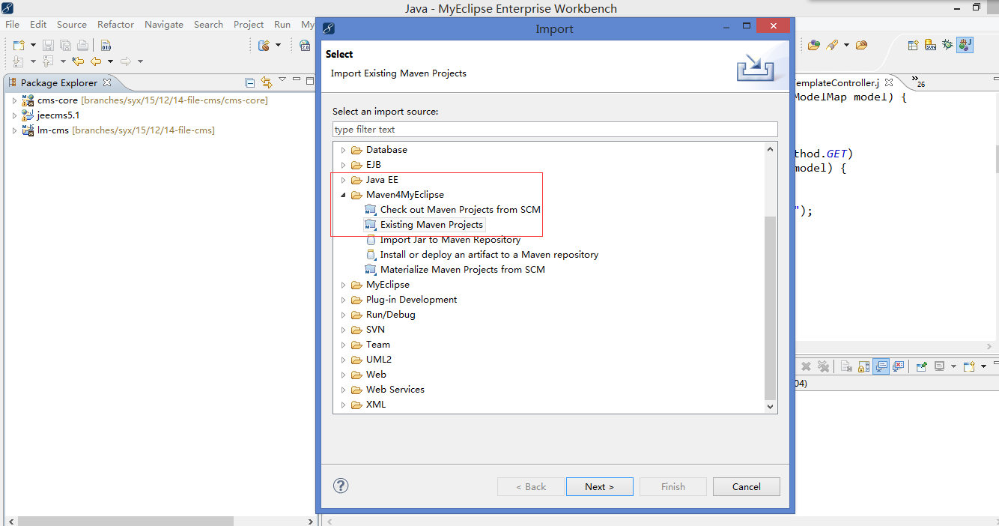 Java - MyEclipse Enterprise Workbench
File Edit Source Refactor Navigate Search Project Run My
Package Explorer
cms-core [branches/syx/15/12/14-file-cms/cms-core]
jeecms5.1
lm-cms [branches/syx/15/12/14-file-cms]
Import
Select
Import Existing Maven Projects
Select an import source:
type filter text
Database
EJB
Java EE
Maven4MyEclipse
Check out Maven Projects from SCM
Existing Maven Projects
Import Jar to Maven Repository
Install or deploy an artifact to a Maven repository
Materialize Maven Projects from SCM
MyEclipse
Plug-in Development
Run/Debug
SVN
Team
UML2
Web
Web Services
XML
?
< Back
Next >
Finish
Cancel
emplateController.j
26
ModelMap model) {
thod.GET)
model) {
");
04)